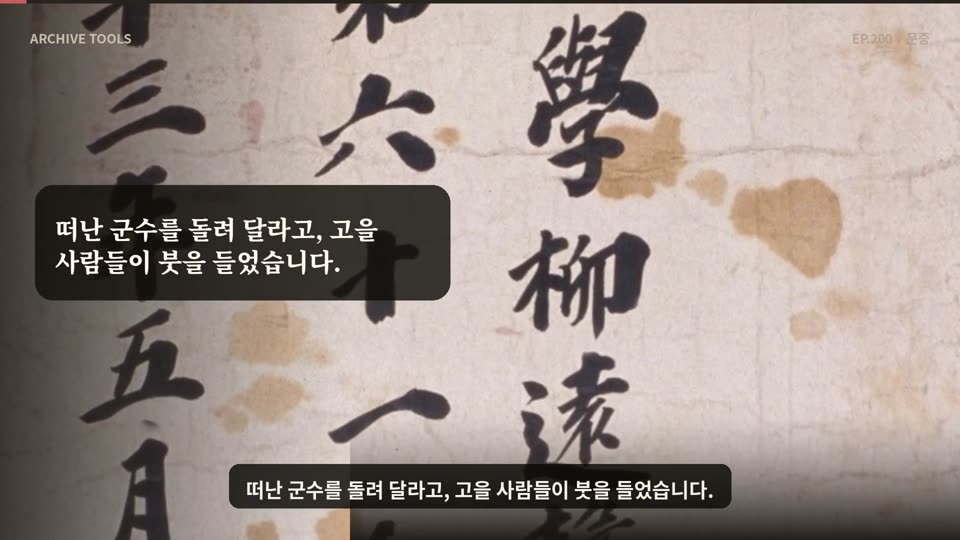 ARCHIVE TOOLS
EP.200 | 문중
學柳遠
六十一
三年五月
떠난 군수를 돌려 달라고, 고을
사람들이 붓을 들었습니다.
떠난 군수를 돌려 달라고, 고을 사람들이 붓을 들었습니다.